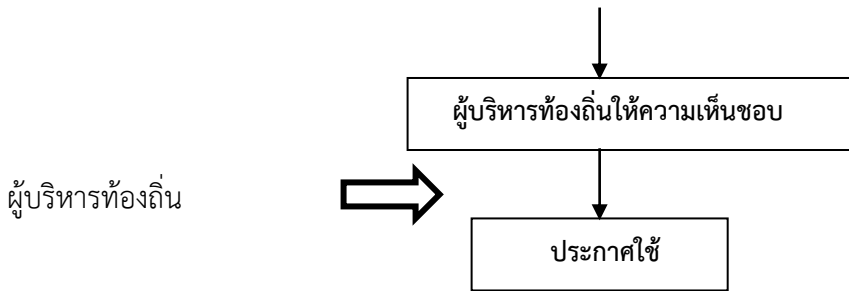 ผู้บริหารท้องถิ่นให้ความเห็นชอบ
ผู้บริหารท้องถิ่น
ประกาศใช้